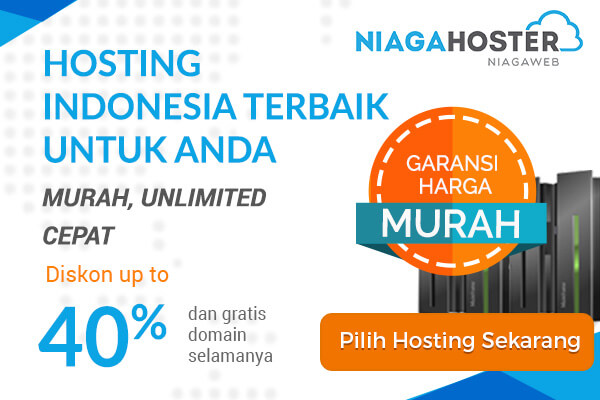 NIAGAHOSTER
NIAGAWEB
HOSTING
INDONESIA TERBAIK
UNTUK ANDA
MURAH, UNLIMITED
CEPAT
Diskon up to
40%
dan gratis
domain
selamanya
GARANSI
HARGA
MURAH
Pilih Hosting Sekarang